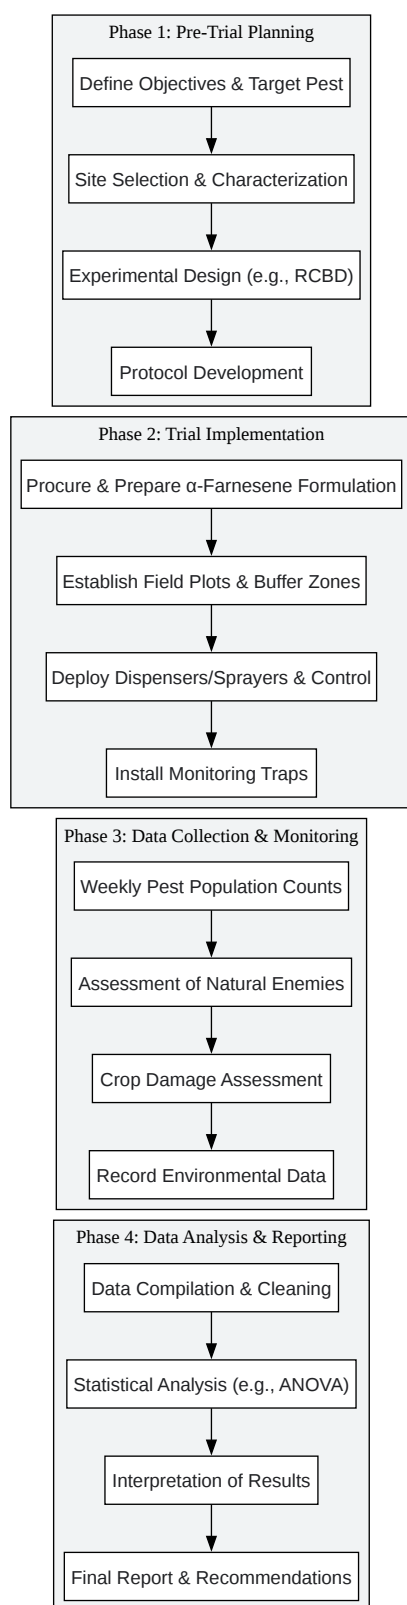 Phase 1: Pre-Trial Planning
Define Objectives & Target Pest
Site Selection & Characterization
Experimental Design (e.g., RCBD)
Protocol Development
Phase 2: Trial Implementation
Procure & Prepare α-Farnesene Formulation
Establish Field Plots & Buffer Zones
Deploy Dispensers/Sprayers & Control
Install Monitoring Traps
Phase 3: Data Collection & Monitoring
Weekly Pest Population Counts
Assessment of Natural Enemies
Crop Damage Assessment
Record Environmental Data
Phase 4: Data Analysis & Reporting
Data Compilation & Cleaning
Statistical Analysis (e.g., ANOVA)
Interpretation of Results
Final Report & Recommendations